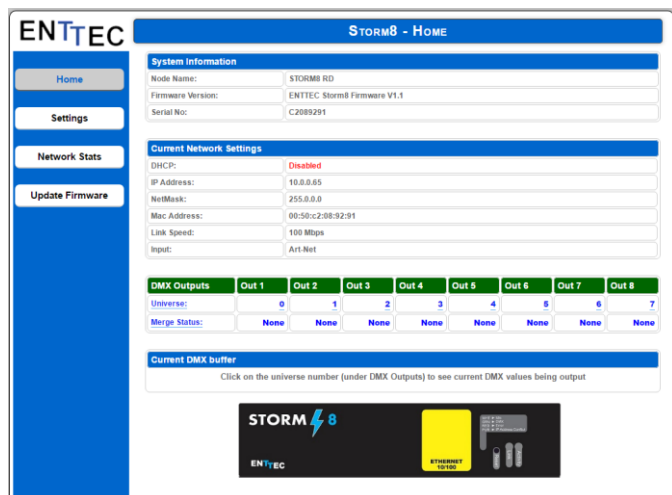 ENTTEC
STORM8 - HOME
Home
Settings
Network Stats
Update Firmware
System Information
Node Name: STORM8 RD
Firmware Version: ENTTEC Storm8 Firmware V1.1
Serial No: C2089291
Current Network Settings
DHCP: Disabled
IP Address: 10.0.0.65
NetMask: 255.0.0.0
Mac Address: 00:50:c2:08:92:91
Link Speed: 100 Mbps
Input: Art-Net
DMX Outputs Out 1 Out 2 Out 3 Out 4 Out 5 Out 6 Out 7 Out 8
Universe: 0 1 2 3 4 5 6 7
Merge Status: None None None None None None None None
Current DMX buffer
Click on the universe number (under DMX Outputs) to see current DMX values being output
STORM 8
ENTTEC
ETHERNET
10/100